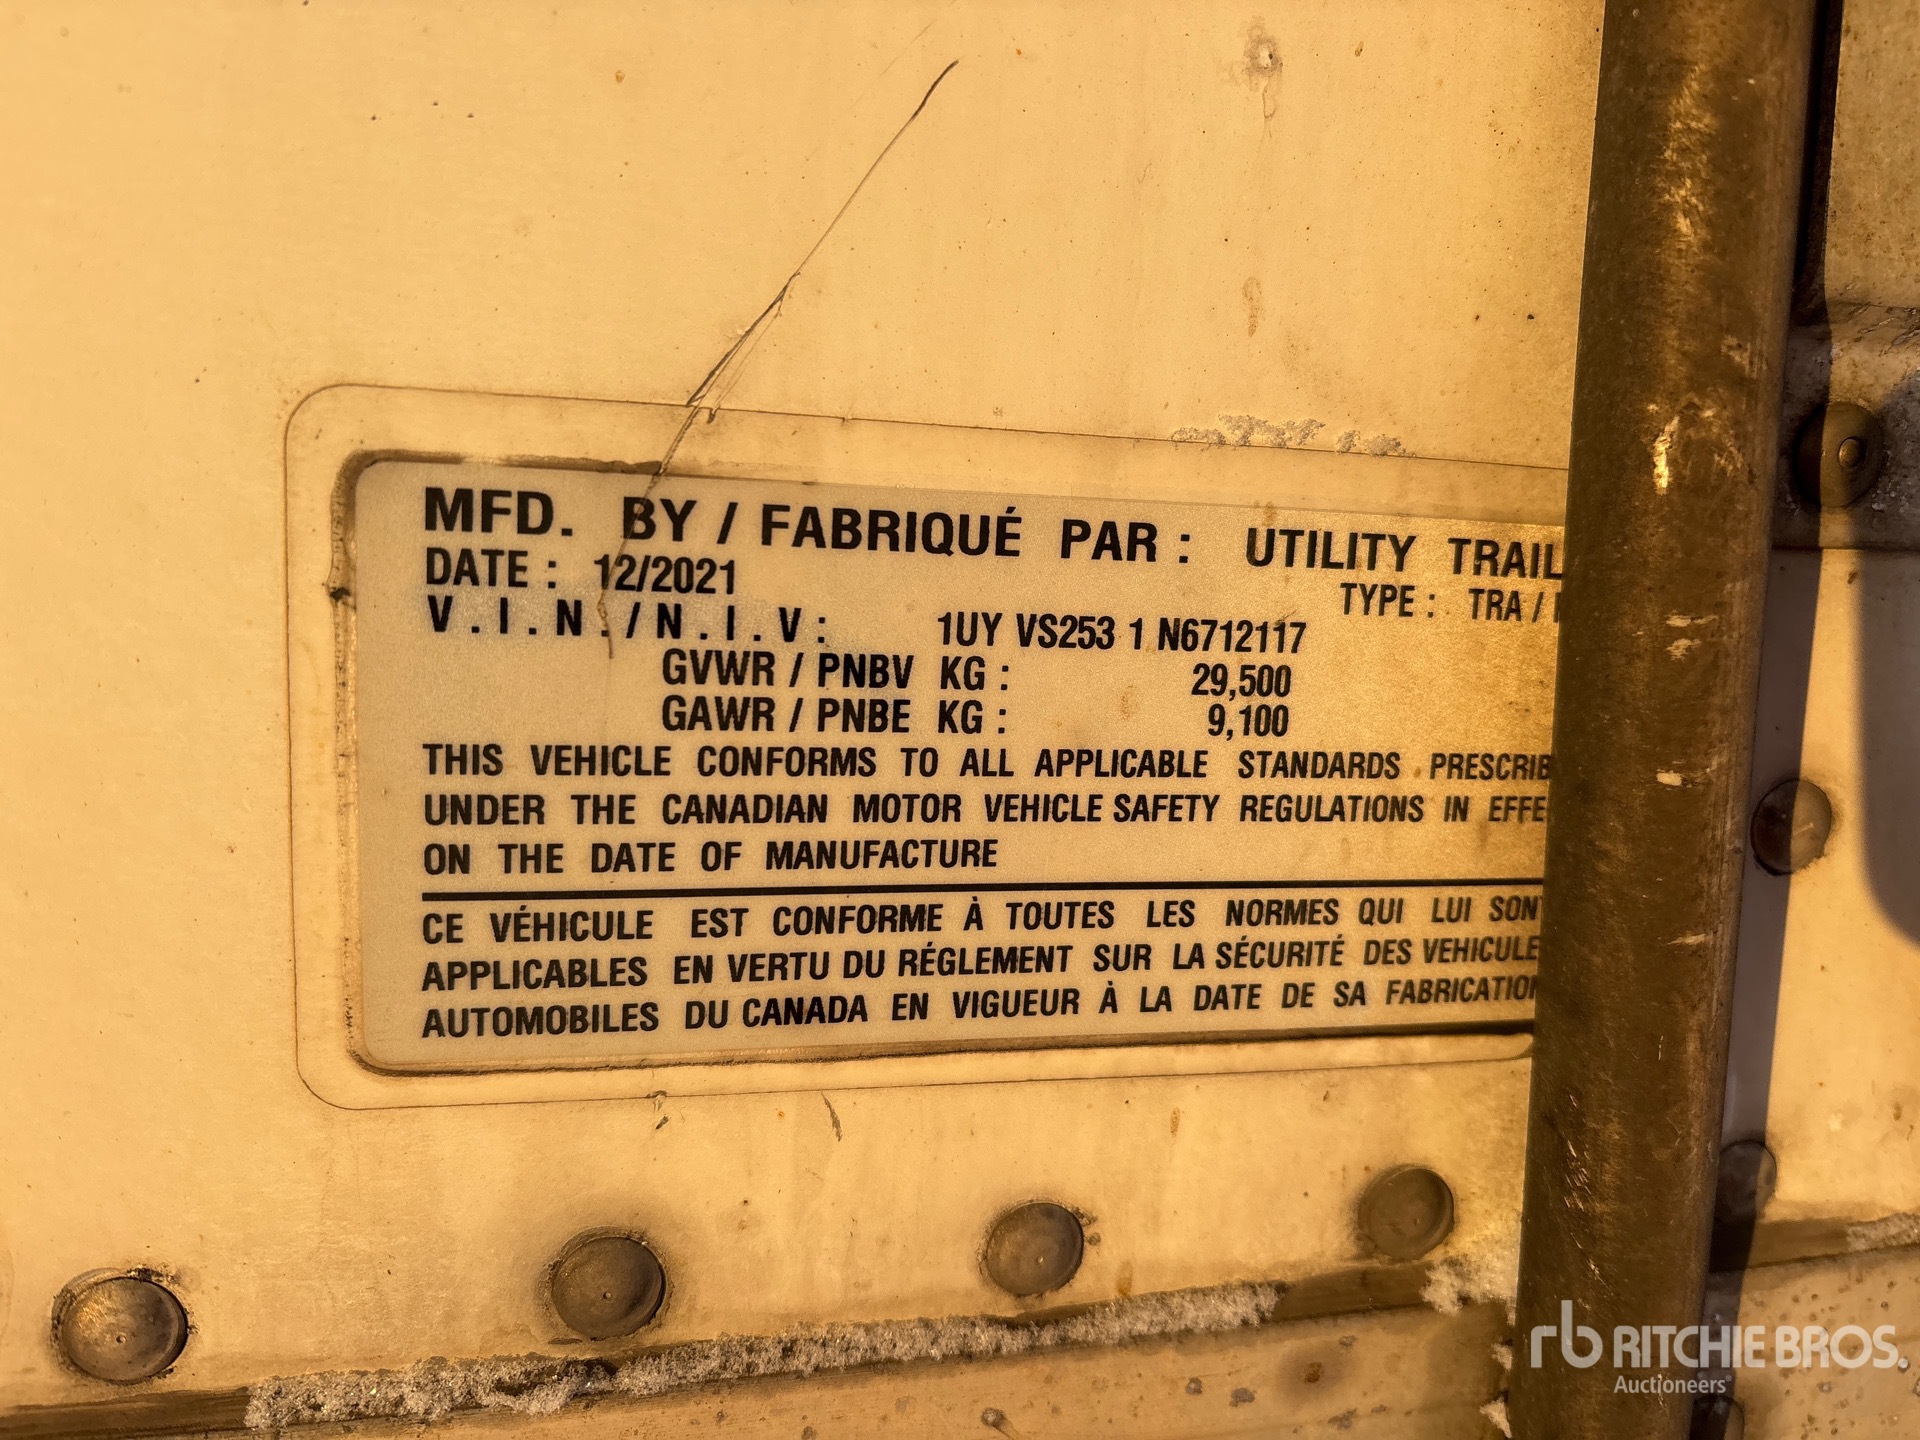 MFD. BY / FABRIQUÉ PAR : UTILITY TRAIL
DATE : 12/2021
TYPE : TRA /
V.I.N./N.I.V: 1UY VS253 1 N6712117
GVWR / PNBV KG : 29,500
GAWR / PNBE KG : 9,100
THIS VEHICLE CONFORMS TO ALL APPLICABLE STANDARDS PRESCRIB
UNDER THE CANADIAN MOTOR VEHICLE SAFETY REGULATIONS IN EFFE
ON THE DATE OF MANUFACTURE
CE VÉHICULE EST CONFORME À TOUTES LES NORMES QUI LUI SONT
APPLICABLES EN VERTU DU RÉGLEMENT SUR LA SÉCURITÉ DES VEHICULE
AUTOMOBILES DU CANADA EN VIGUEUR À LA DATE DE SA FABRICATION
rb RITCHIE BROS.
Auctioneers